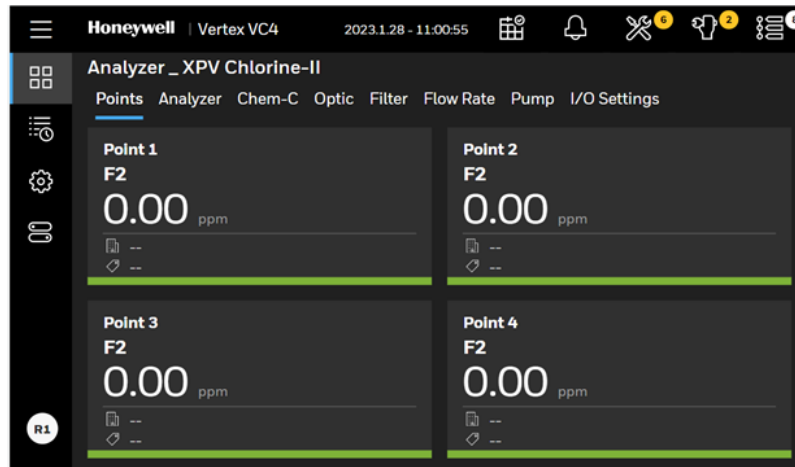 Honeywell | Vertex VC4 2023.1.28 - 11:00:55 6 2
Analyzer _ XPV Chlorine-II
Points Analyzer Chem-C Optic Filter Flow Rate Pump I/O Settings
Point 1
F2
0.00 ppm
--
--
Point 2
F2
0.00 ppm
--
--
Point 3
F2
0.00 ppm
--
--
Point 4
F2
0.00 ppm
--
--
R1